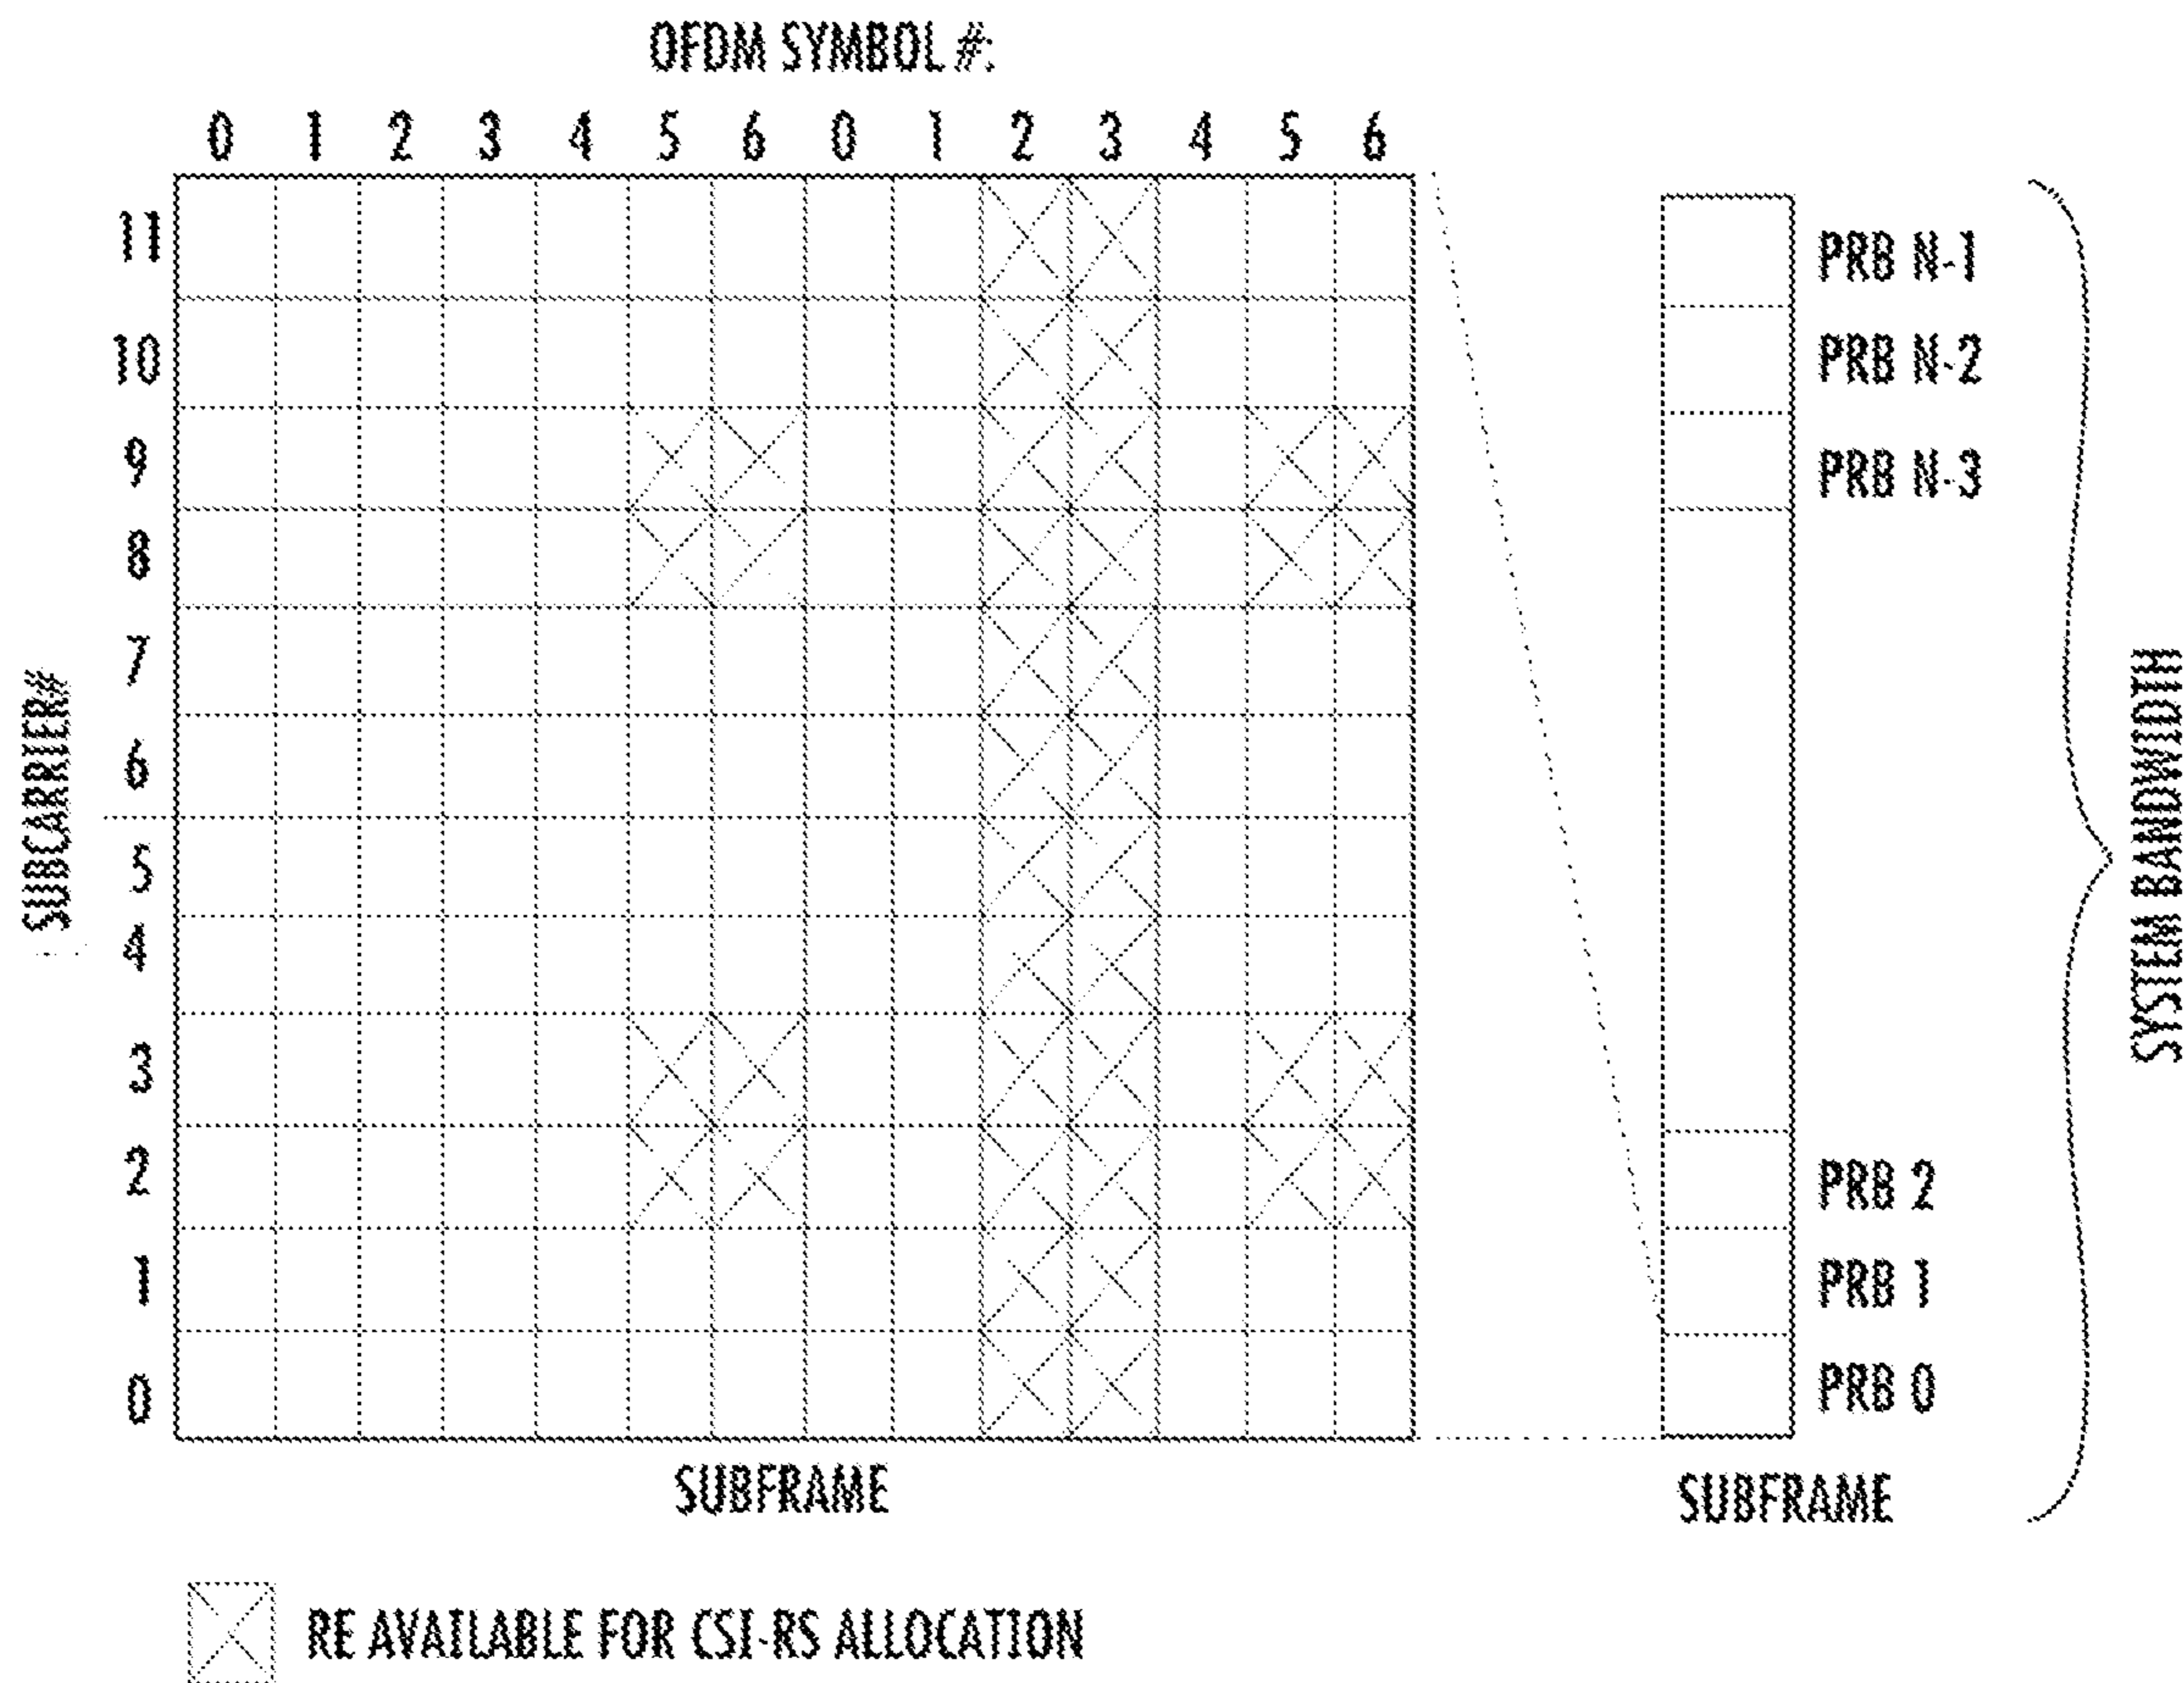 OFDM SYMBOL #:
0 1 2 3 4 5 6 0 1 2 3 4 5 6
11
10
9
8
7
6
5
4
3
2
1
0
SUBCARRIER#
SUBFRAME
PRB N-1
PRB N-2
PRB N-3
PRB 2
PRB 1
PRB 0
SUBFRAME
SYSTEM BANDWIDTH
RE AVAILABLE FOR CSI-RS ALLOCATION